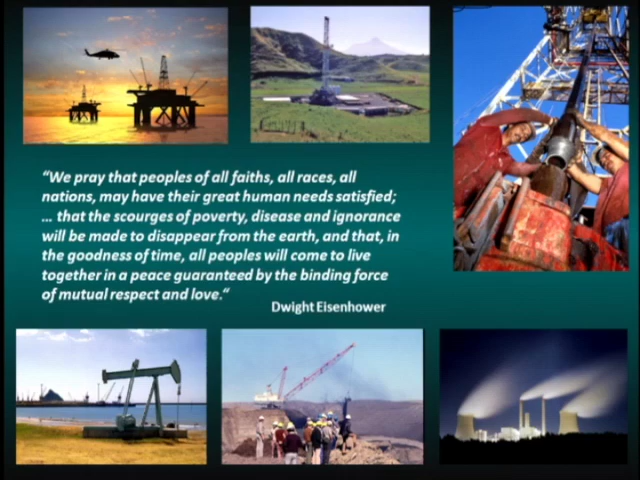 “We pray that peoples of all faiths, all races, all
nations, may have their great human needs satisfied;
... that the scourges of poverty, disease and ignorance
will be made to disappear from the earth, and that, in
the goodness of time, all peoples will come to live
together in a peace guaranteed by the binding force
of mutual respect and love.“
Dwight Eisenhower